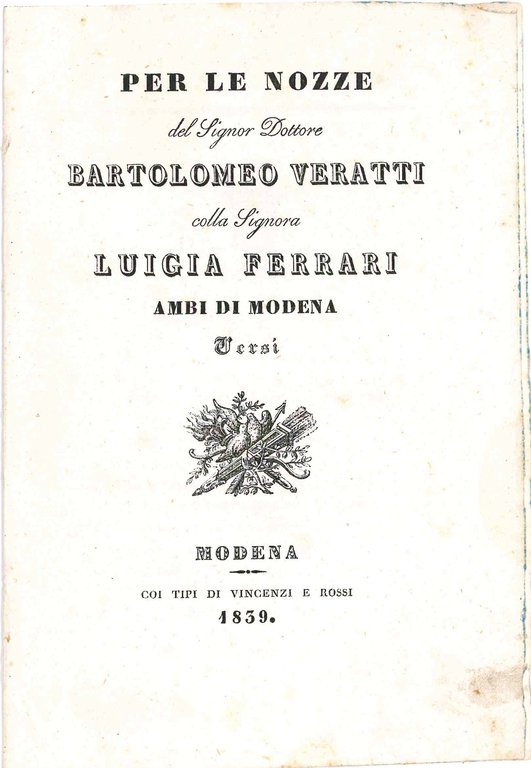 PER LE NOZZE
del Signor Dottore
BARTOLOMEO VERATTI
colla Signora
LUIGIA FERRARI
AMBI DI MODENA
Versi
MODENA
COI TIPI DI VINCENZI E ROSSI
1839.